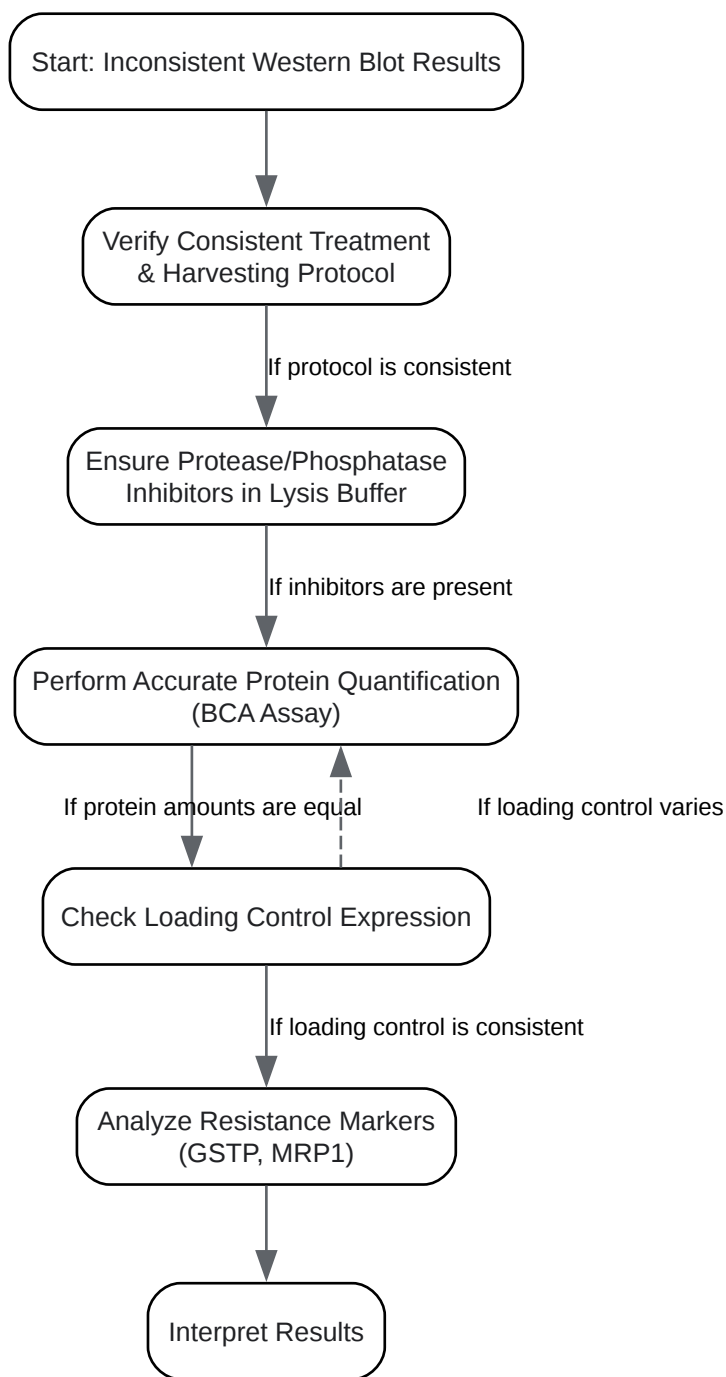 Start: Inconsistent Western Blot Results
Verify Consistent Treatment
& Harvesting Protocol
If protocol is consistent
Ensure Protease/Phosphatase
Inhibitors in Lysis Buffer
If inhibitors are present
Perform Accurate Protein Quantification
(BCA Assay)
If protein amounts are equal
If loading control varies
Check Loading Control Expression
If loading control is consistent
Analyze Resistance Markers
(GSTP, MRP1)
Interpret Results